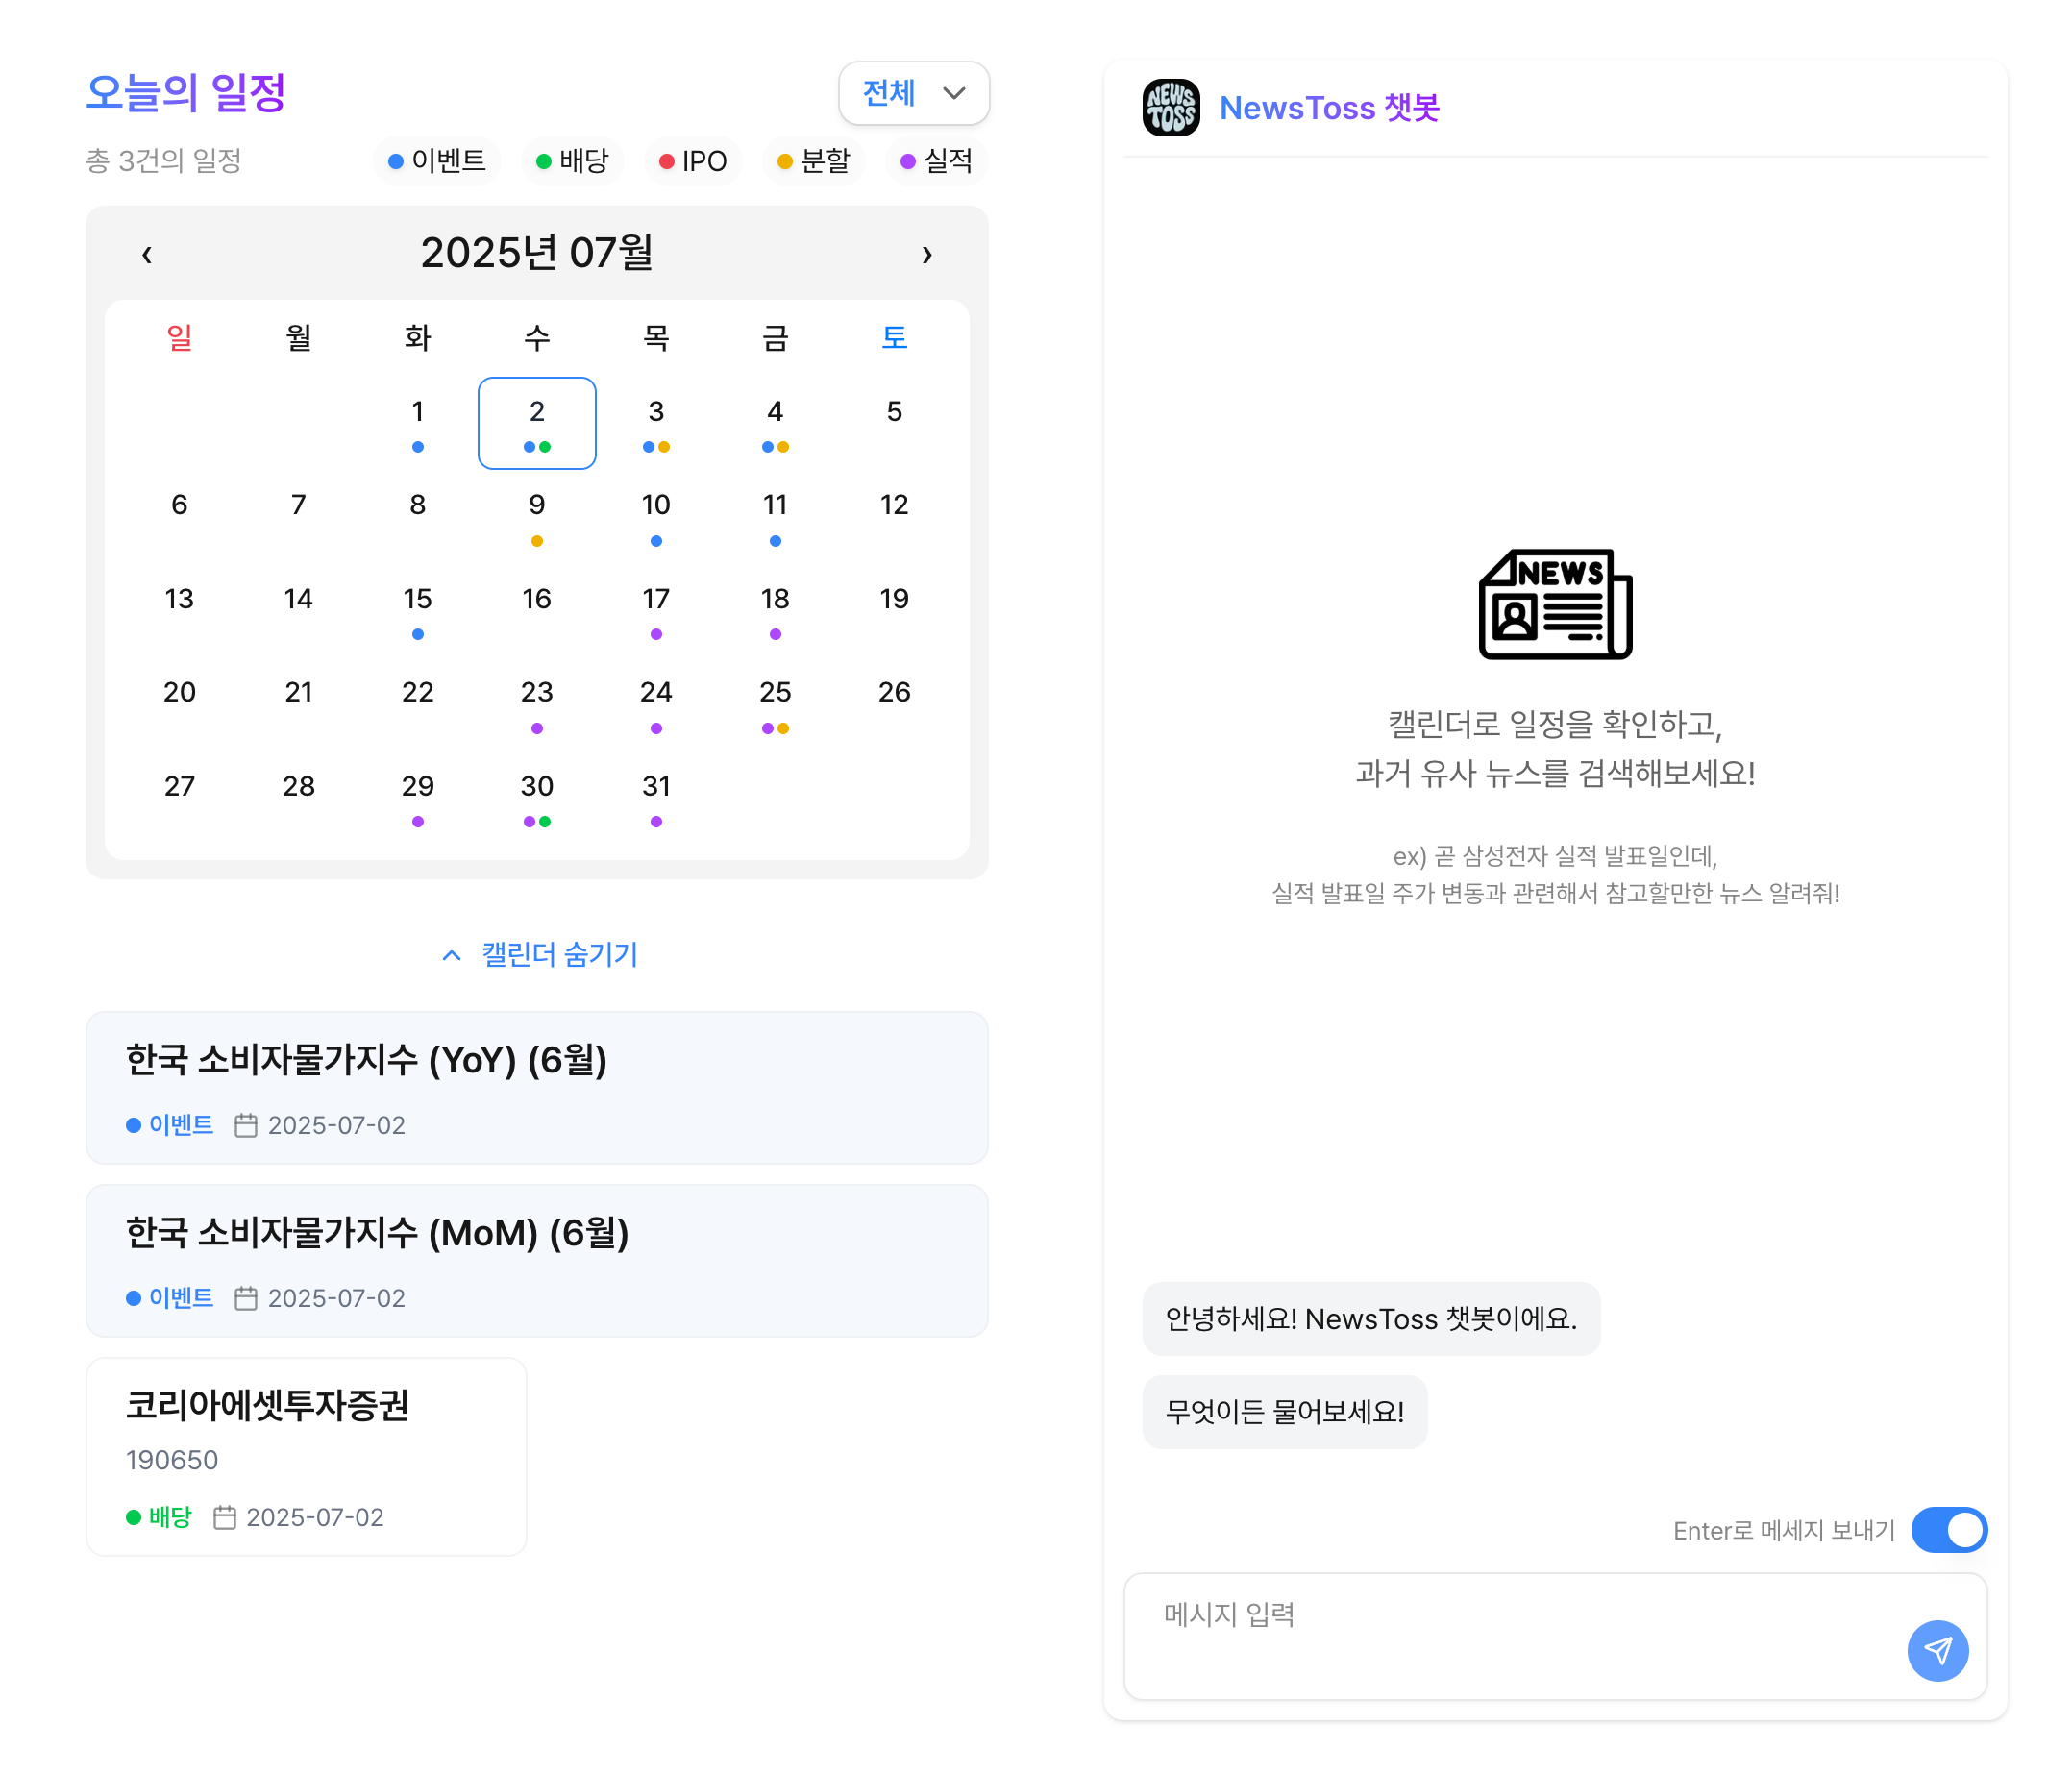 오늘의 일정
전체
총 3건의 일정
이벤트 배당 IPO 분할 실적
‹ 2025년 07월 ›
일 월 화 수 목 금 토
1 2 3 4 5
6 7 8 9 10 11 12
13 14 15 16 17 18 19
20 21 22 23 24 25 26
27 28 29 30 31
캘린더 숨기기
한국 소비자물가지수 (YoY) (6월)
이벤트 2025-07-02
한국 소비자물가지수 (MoM) (6월)
이벤트 2025-07-02
코리아에셋투자증권
190650
배당 2025-07-02
NEWS
TOSS
NewsToss 챗봇
NEWS
캘린더로 일정을 확인하고,
과거 유사 뉴스를 검색해보세요!
ex) 곧 삼성전자 실적 발표일인데,
실적 발표일 주가 변동과 관련해서 참고할만한 뉴스 알려줘!
안녕하세요! NewsToss 챗봇이에요.
무엇이든 물어보세요!
Enter로 메세지 보내기
메시지 입력